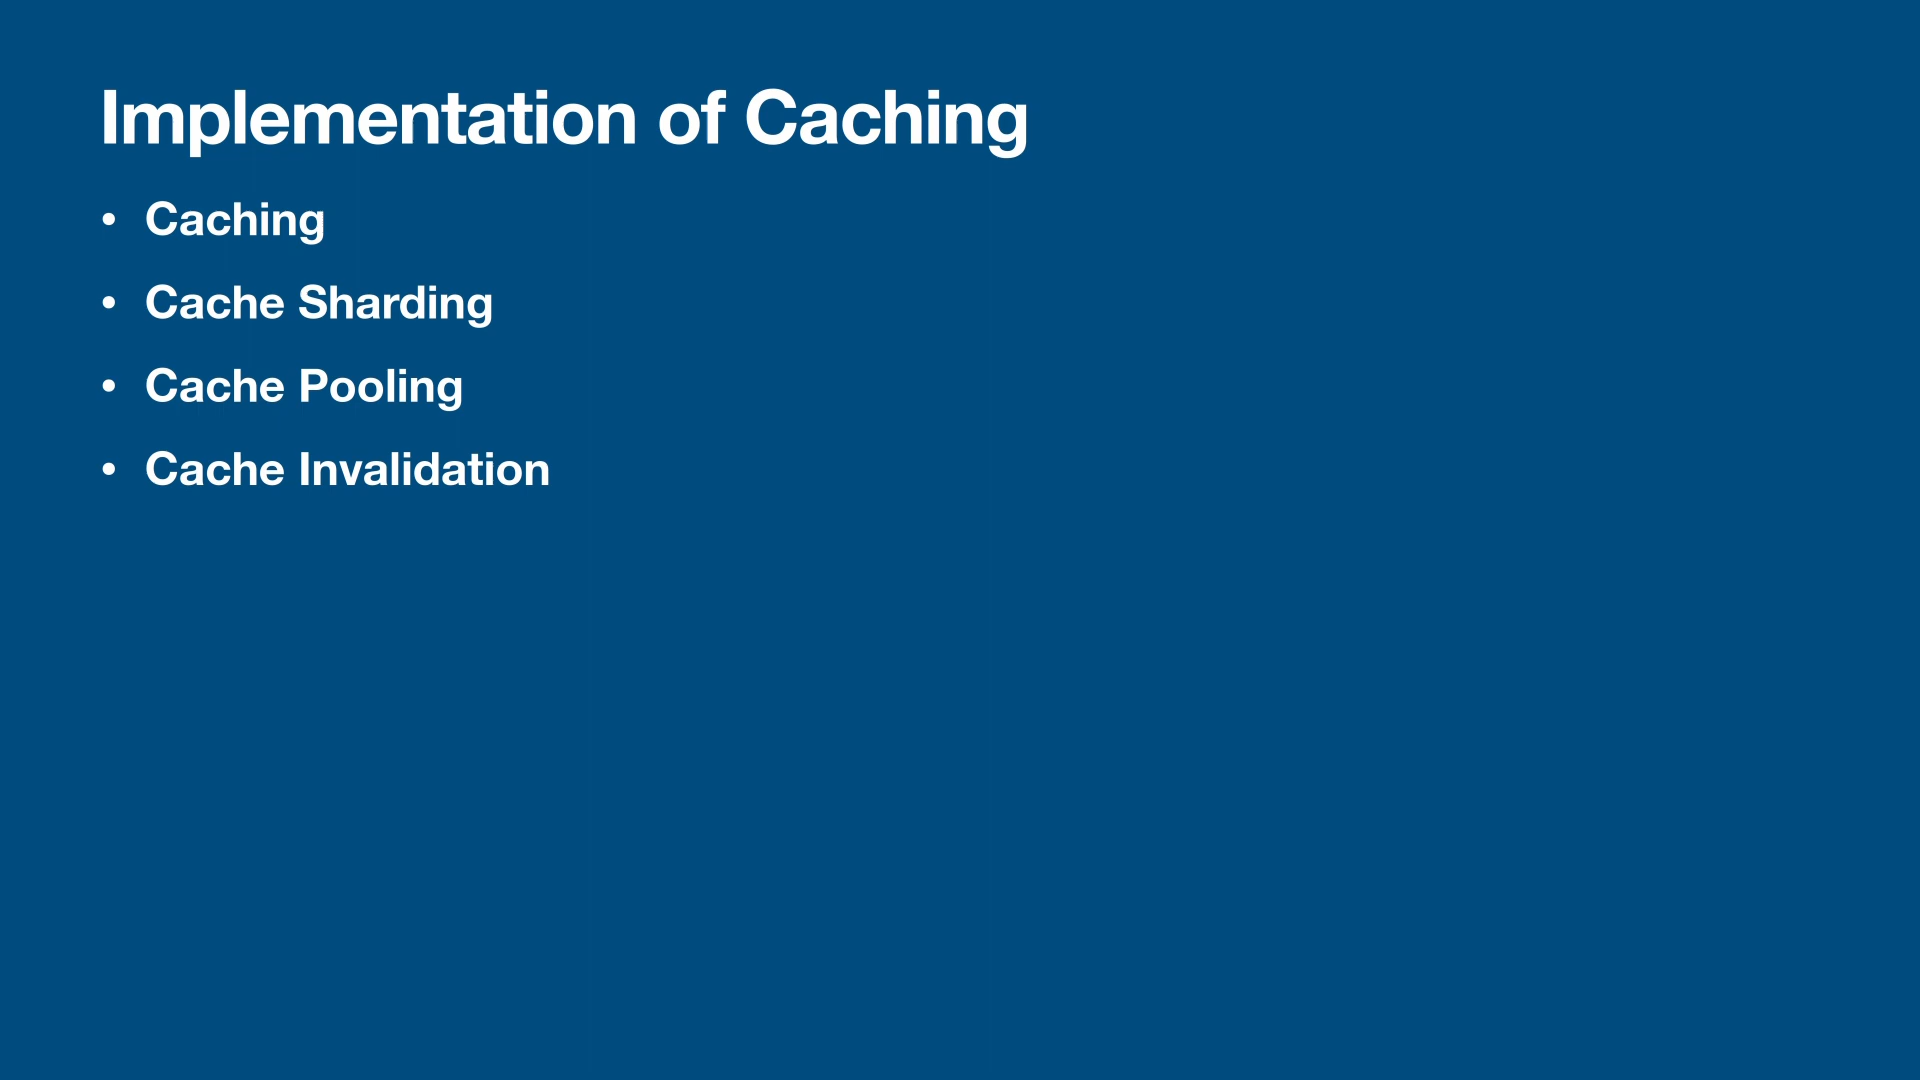 Implementation of Caching
• Caching
• Cache Sharding
• Cache Pooling
• Cache Invalidation